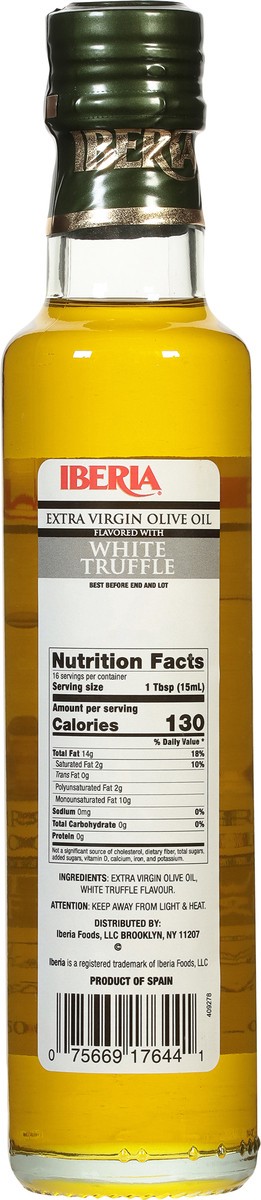 IBERIA
IBERIA®
EXTRA VIRGIN OLIVE OIL
FLAVORED WITH
WHITE
TRUFFLE
BEST BEFORE END AND LOT
Nutrition Facts
16 servings per container
Serving size 1 Tbsp (15mL)
Amount per serving
Calories 130
% Daily Value *
Total Fat 14g 18%
Saturated Fat 2g 10%
Trans Fat 0g
Polyunsaturated Fat 2g
Monounsaturated Fat 10g
Sodium 0mg 0%
Total Carbohydrate 0g 0%
Protein 0g
Not a significant source of cholesterol, dietary fiber, total sugars,
added sugars, vitamin D, calcium, iron, and potassium.
INGREDIENTS: EXTRA VIRGIN OLIVE OIL,
WHITE TRUFFLE FLAVOUR.
ATTENTION: KEEP AWAY FROM LIGHT & HEAT.
DISTRIBUTED BY:
Iberia Foods, LLC BROOKLYN, NY 11207
©
Iberia is a registered trademark of Iberia Foods, LLC
PRODUCT OF SPAIN
409278
0 75669 17644 1